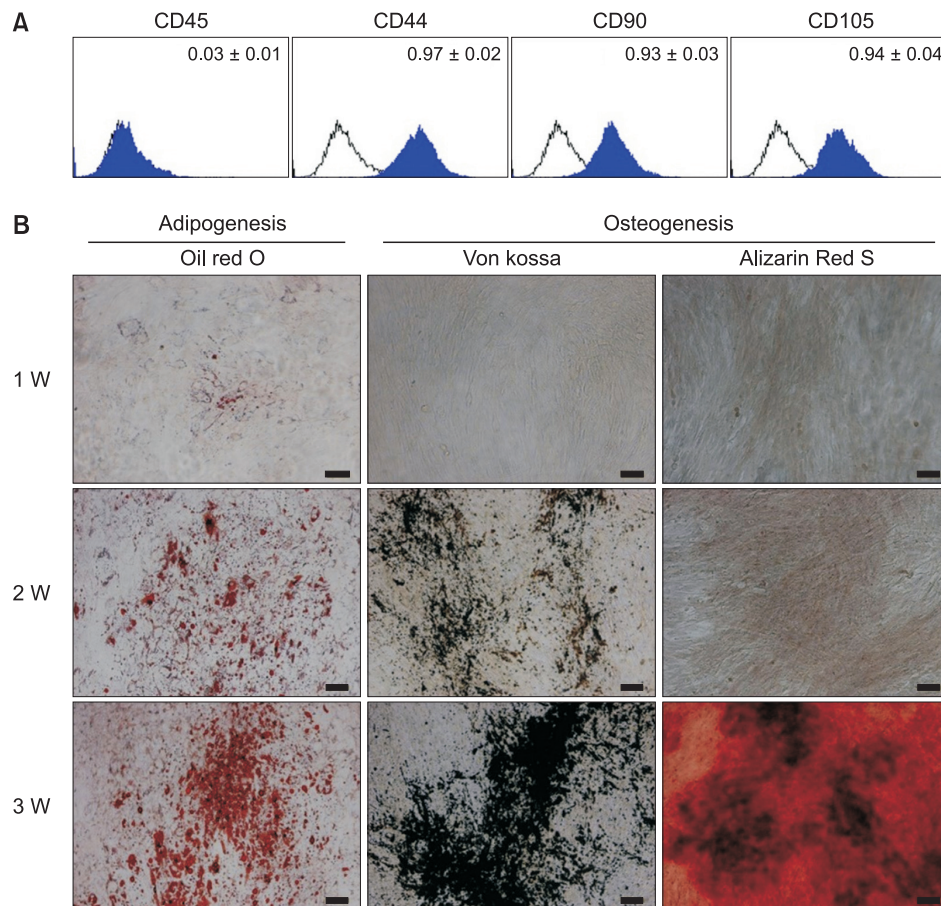 A
CD45 CD44 CD90 CD105
0.03 ± 0.01 0.97 ± 0.02 0.93 ± 0.03 0.94 ± 0.04
B
Adipogenesis Osteogenesis
Oil red O Von kossa Alizarin Red S
1 W
2 W
3 W